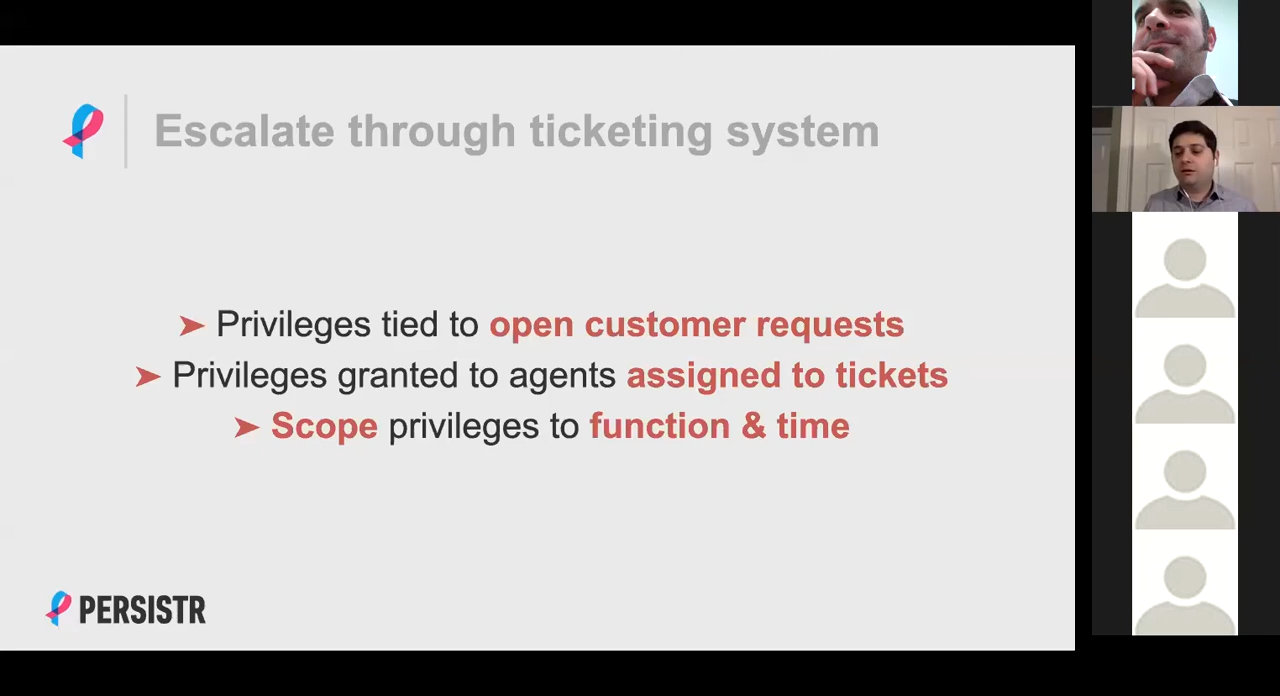 Escalate through ticketing system
➤ Privileges tied to open customer requests
➤ Privileges granted to agents assigned to tickets
➤ Scope privileges to function & time
PERSISTR